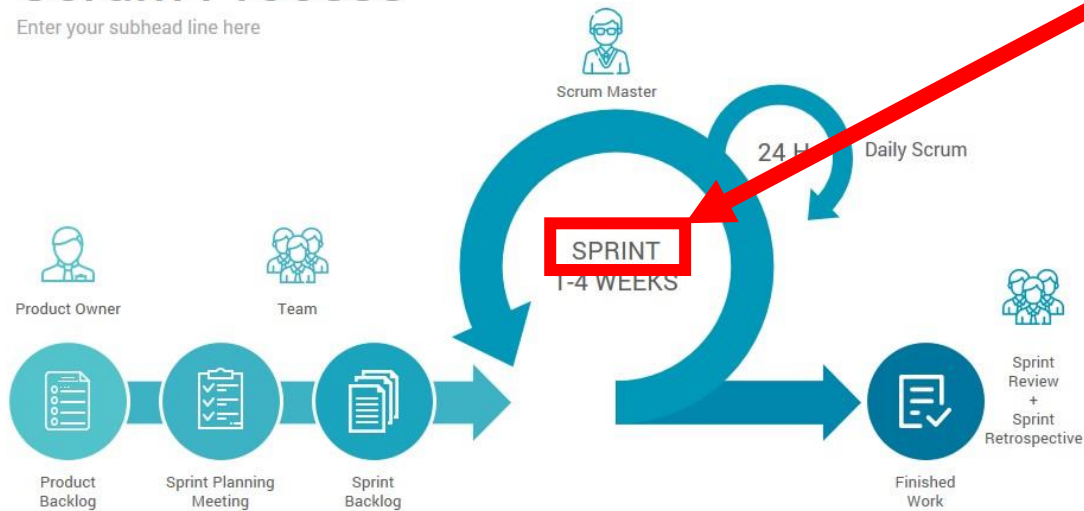 Enter your subhead line here
Scrum Master
24 H
Daily Scrum
SPRINT
1-4 WEEKS
Product Owner
Team
Sprint
Review
+
Sprint
Retrospective
Product
Backlog
Sprint Planning
Meeting
Sprint
Backlog
Finished
Work